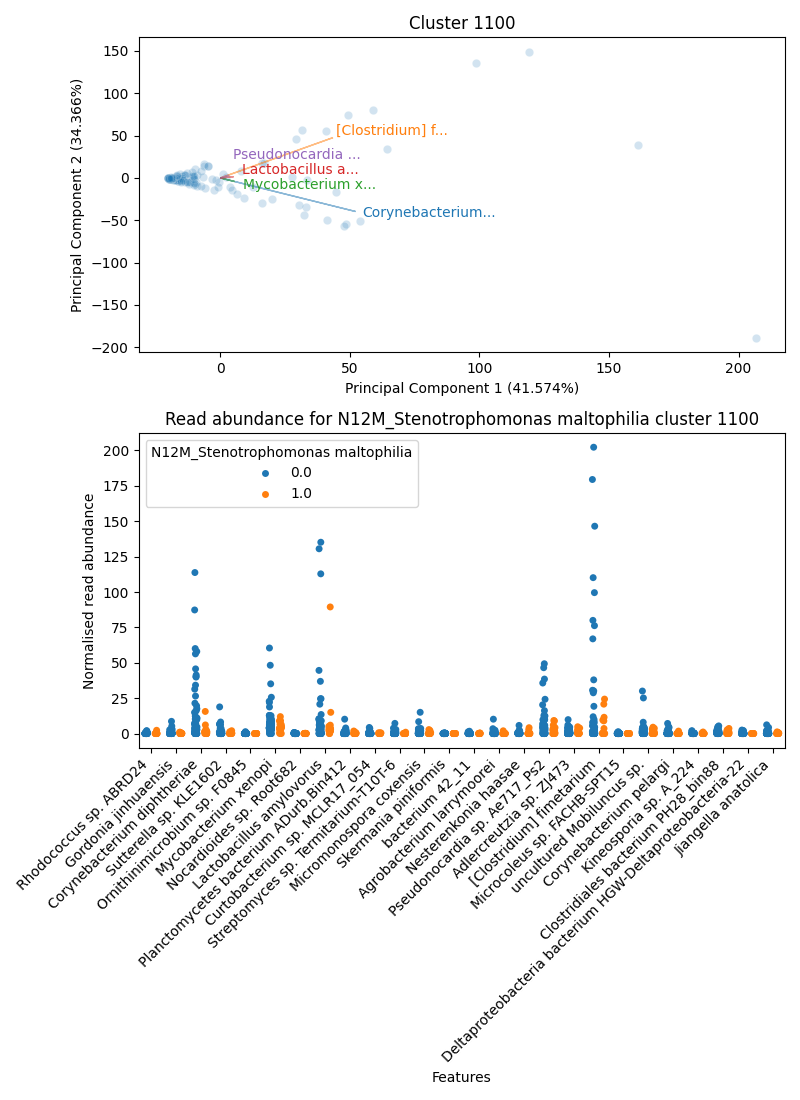 Cluster 1100
Principal Component 2 (34.366%)
150
100
50
0
−50
−100
−150
−200
[Clostridium] f...
Pseudonocardia ...
Lactobacillus a...
Mycobacterium x...
Corynebacterium...
0
50
100
150
200
Principal Component 1 (41.574%)
Read abundance for N12M_Stenotrophomonas maltophilia cluster 1100
Normalised read abundance
200
175
150
125
100
75
50
25
0
N12M_Stenotrophomonas maltophilia
0.0
1.0
Rhodococcus sp. ABRD24
Gordonia jinhuaensis
Corynebacterium diphtheriae
Sutterella sp. KLE1602
Ornithinimicrobium sp. F0845
Mycobacterium xenopi
Nocardioides sp. Root682
Lactobacillus amylovorus
Planctomycetes bacterium ADurb.Bin412
Curtobacterium sp. MCLR17_054
Streptomyces sp. Termitarium-T10T-6
Micromonospora coxensis
Skermania piniformis
bacterium 42_11
Agrobacterium larrymoorei
Nesterenkonia haasae
Pseudonocardia sp. Ae717_Ps2
Adlercreutzia sp. ZJ473
[Clostridium] fimetarium
Microcoleus sp. FACHB-SPT15
uncultured Mobiluncus sp.
Corynebacterium pelargi
Kineosporia sp. A_224
Clostridiales bacterium PH28_bin88
Deltaproteobacteria bacterium HGW-Deltaproteobacteria-22
Jiangella anatolica
Features